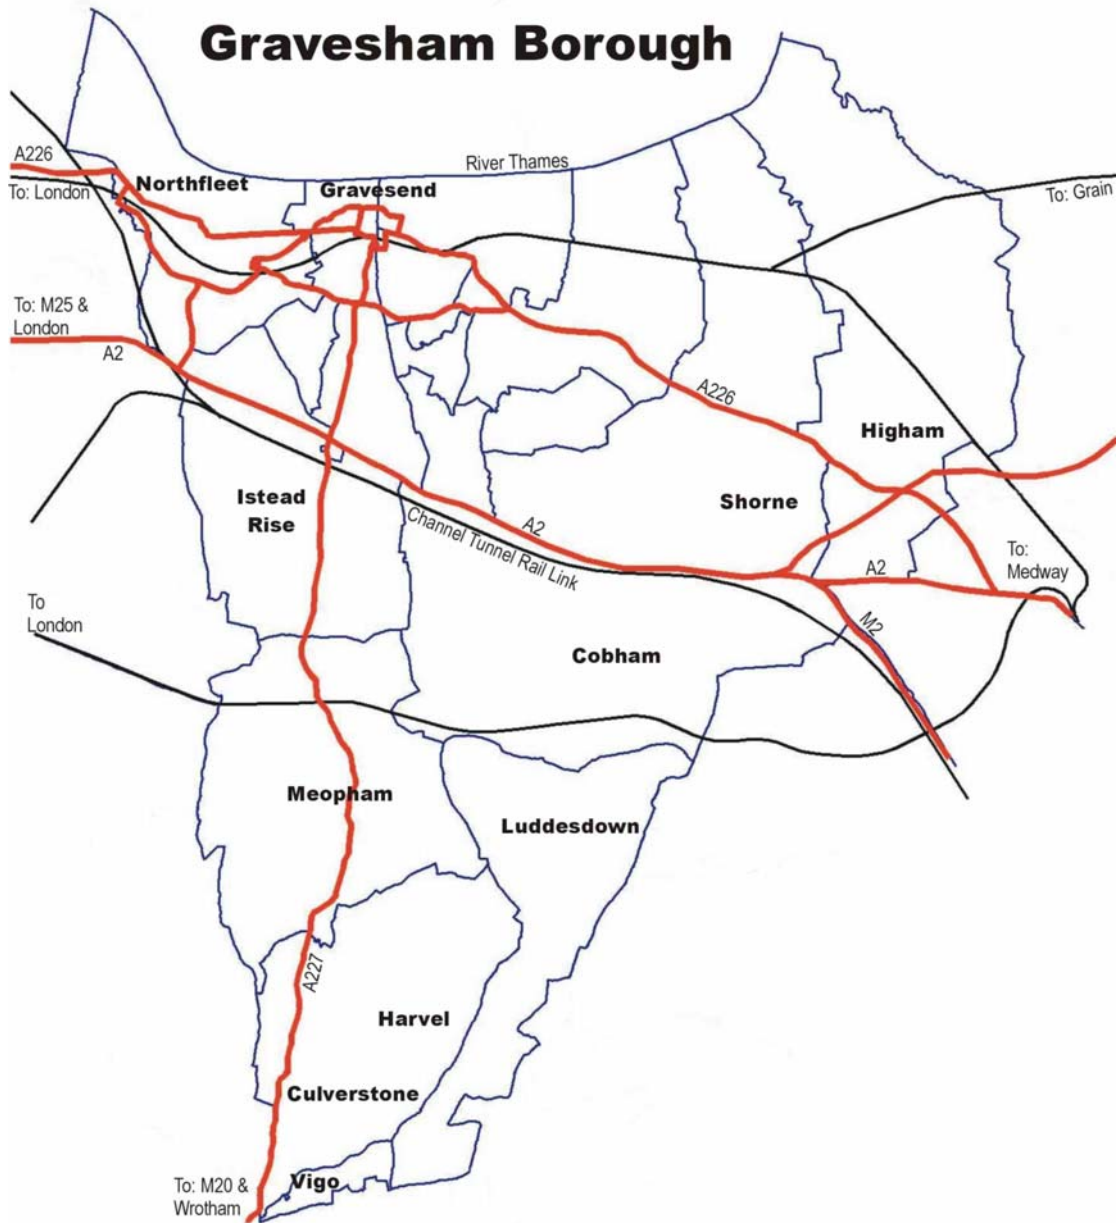 Gravesham Borough
A226
River Thames
To: London
Northfleet
Gravesend
To: Grain
To: M25 &
London
A2
A226
Higham
Istead
Rise
Shorne
A2
Channel Tunnel Rail Link
To:
Medway
A2
To
London
M2
Cobham
Meopham
Luddesdown
A227
Harvel
Culverstone
To: M20 &
Wrotham
Vigo